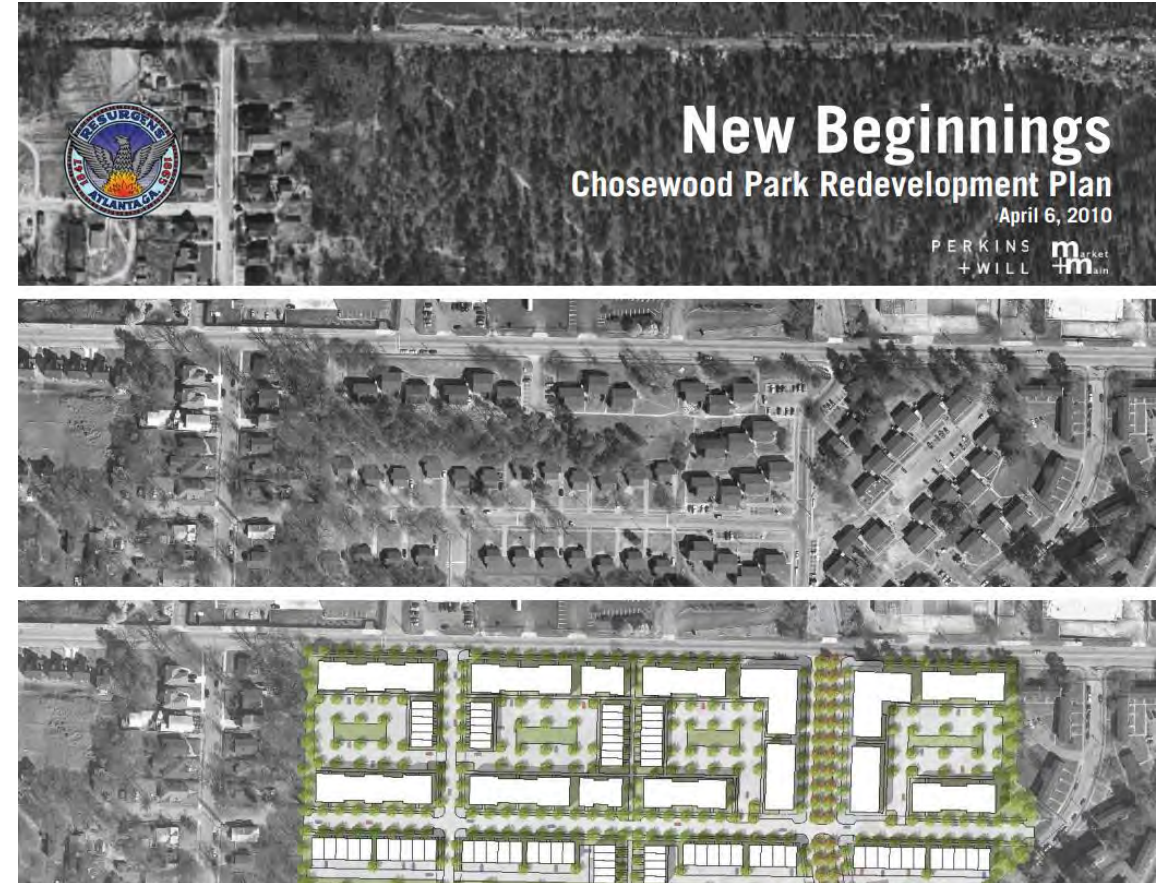 New Beginnings
Chosewood Park Redevelopment Plan
April 6, 2010
PERKINS
+ WILL
market
+main
RESURGENS
1847
ATLANTA, GA.
1865